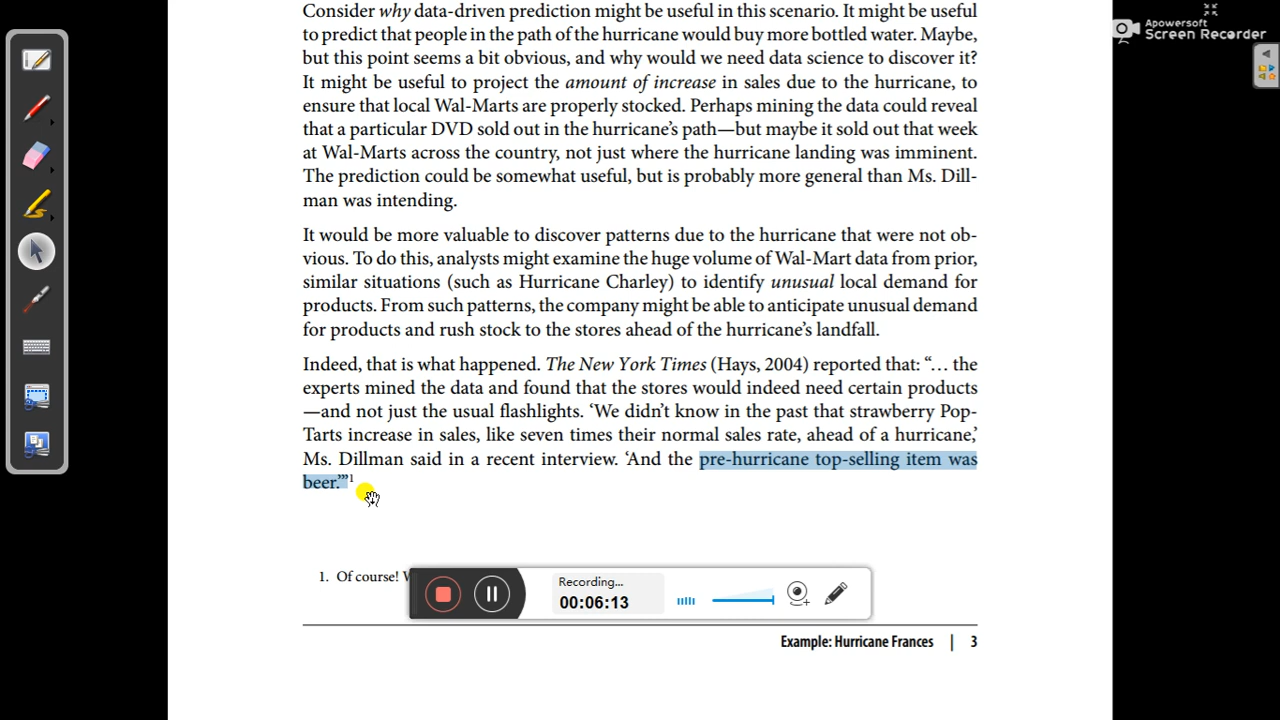 Consider why data-driven prediction might be useful in this scenario. It might be useful
to predict that people in the path of the hurricane would buy more bottled water. Maybe,
but this point seems a bit obvious, and why would we need data science to discover it?
It might be useful to project the amount of increase in sales due to the hurricane, to
ensure that local Wal-Marts are properly stocked. Perhaps mining the data could reveal
that a particular DVD sold out in the hurricane’s path—but maybe it sold out that week
at Wal-Marts across the country, not just where the hurricane landing was imminent.
The prediction could be somewhat useful, but is probably more general than Ms. Dill-
man was intending.
It would be more valuable to discover patterns due to the hurricane that were not ob-
vious. To do this, analysts might examine the huge volume of Wal-Mart data from prior,
similar situations (such as Hurricane Charley) to identify unusual local demand for
products. From such patterns, the company might be able to anticipate unusual demand
for products and rush stock to the stores ahead of the hurricane’s landfall.
Indeed, that is what happened. The New York Times (Hays, 2004) reported that: “… the
experts mined the data and found that the stores would indeed need certain products
—and not just the usual flashlights. ‘We didn’t know in the past that strawberry Pop-
Tarts increase in sales, like seven times their normal sales rate, ahead of a hurricane,’
Ms. Dillman said in a recent interview. ‘And the pre-hurricane top-selling item was
beer.’”1
1. Of course!
Recording...
00:06:13
Example: Hurricane Frances | 3
Apowersoft
Screen Recorder